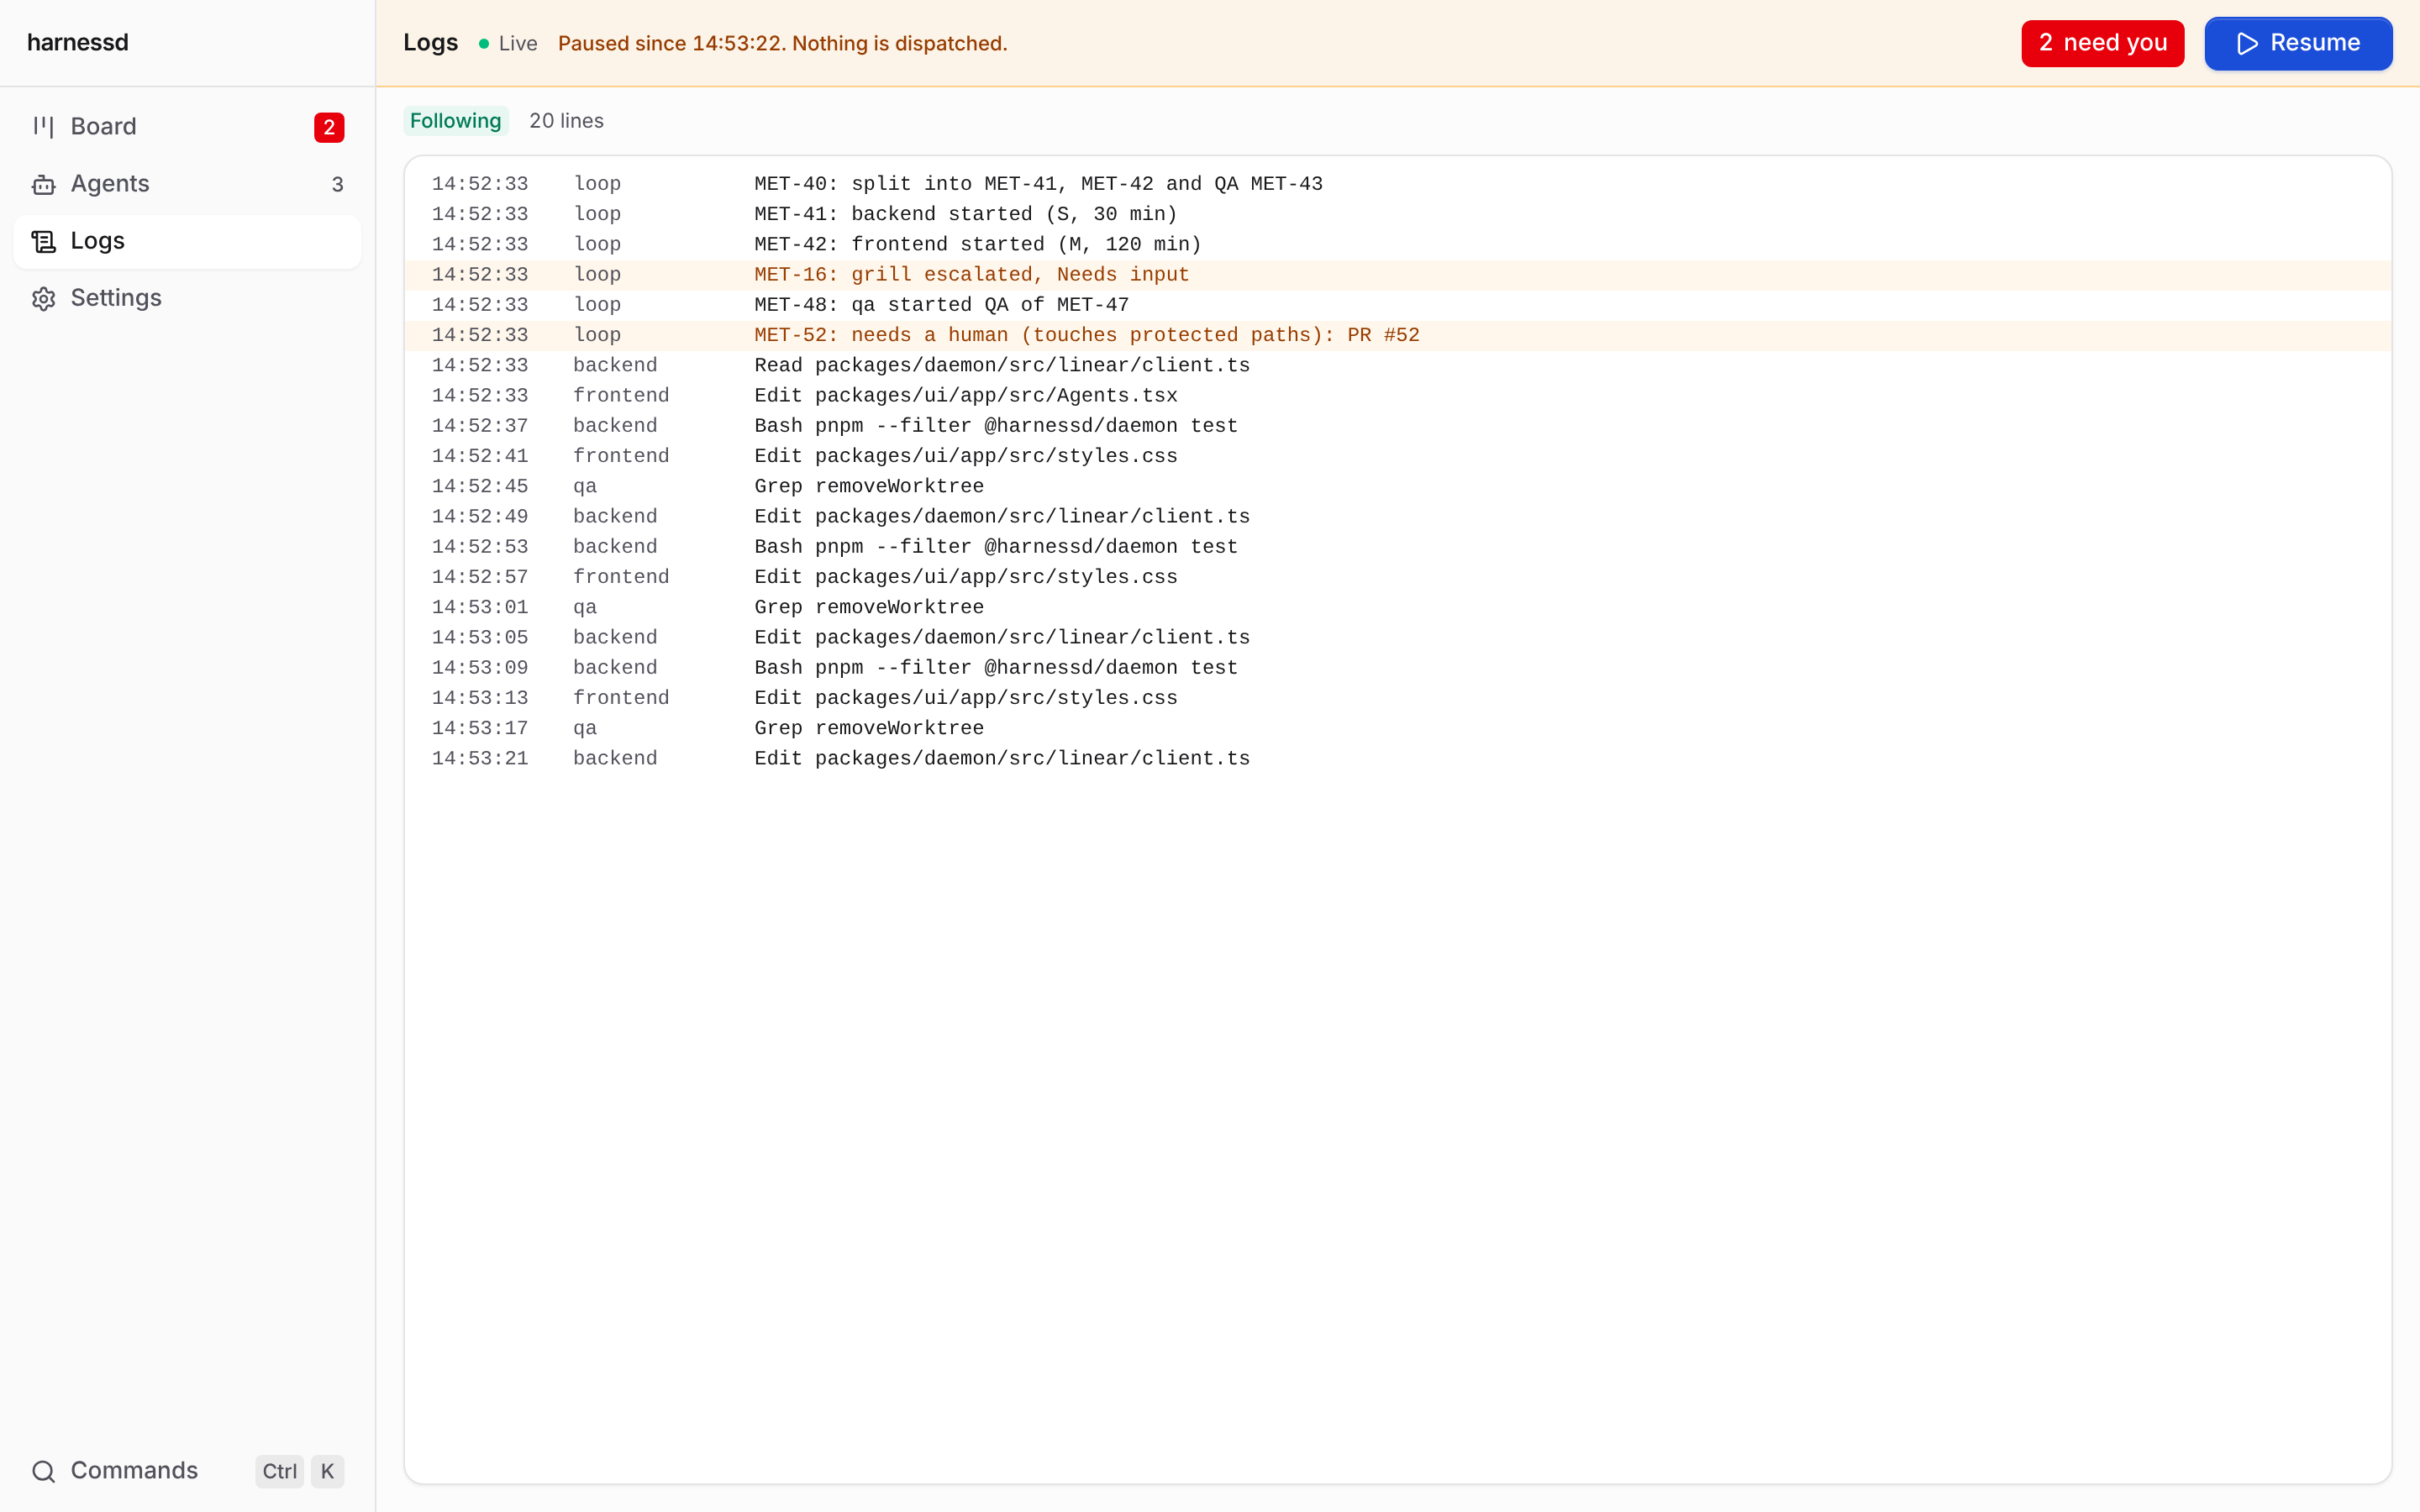 harnessd
Board 2
Agents 3
Logs
Settings
Commands Ctrl K
Logs Live Paused since 14:53:22. Nothing is dispatched. 2 need you Resume
Following 20 lines
14:52:33 loop MET-40: split into MET-41, MET-42 and QA MET-43
14:52:33 loop MET-41: backend started (S, 30 min)
14:52:33 loop MET-42: frontend started (M, 120 min)
14:52:33 loop MET-16: grill escalated, Needs input
14:52:33 loop MET-48: qa started QA of MET-47
14:52:33 loop MET-52: needs a human (touches protected paths): PR #52
14:52:33 backend Read packages/daemon/src/linear/client.ts
14:52:33 frontend Edit packages/ui/app/src/Agents.tsx
14:52:37 backend Bash pnpm --filter @harnessd/daemon test
14:52:41 frontend Edit packages/ui/app/src/styles.css
14:52:45 qa Grep removeWorktree
14:52:49 backend Edit packages/daemon/src/linear/client.ts
14:52:53 backend Bash pnpm --filter @harnessd/daemon test
14:52:57 frontend Edit packages/ui/app/src/styles.css
14:53:01 qa Grep removeWorktree
14:53:05 backend Edit packages/daemon/src/linear/client.ts
14:53:09 backend Bash pnpm --filter @harnessd/daemon test
14:53:13 frontend Edit packages/ui/app/src/styles.css
14:53:17 qa Grep removeWorktree
14:53:21 backend Edit packages/daemon/src/linear/client.ts